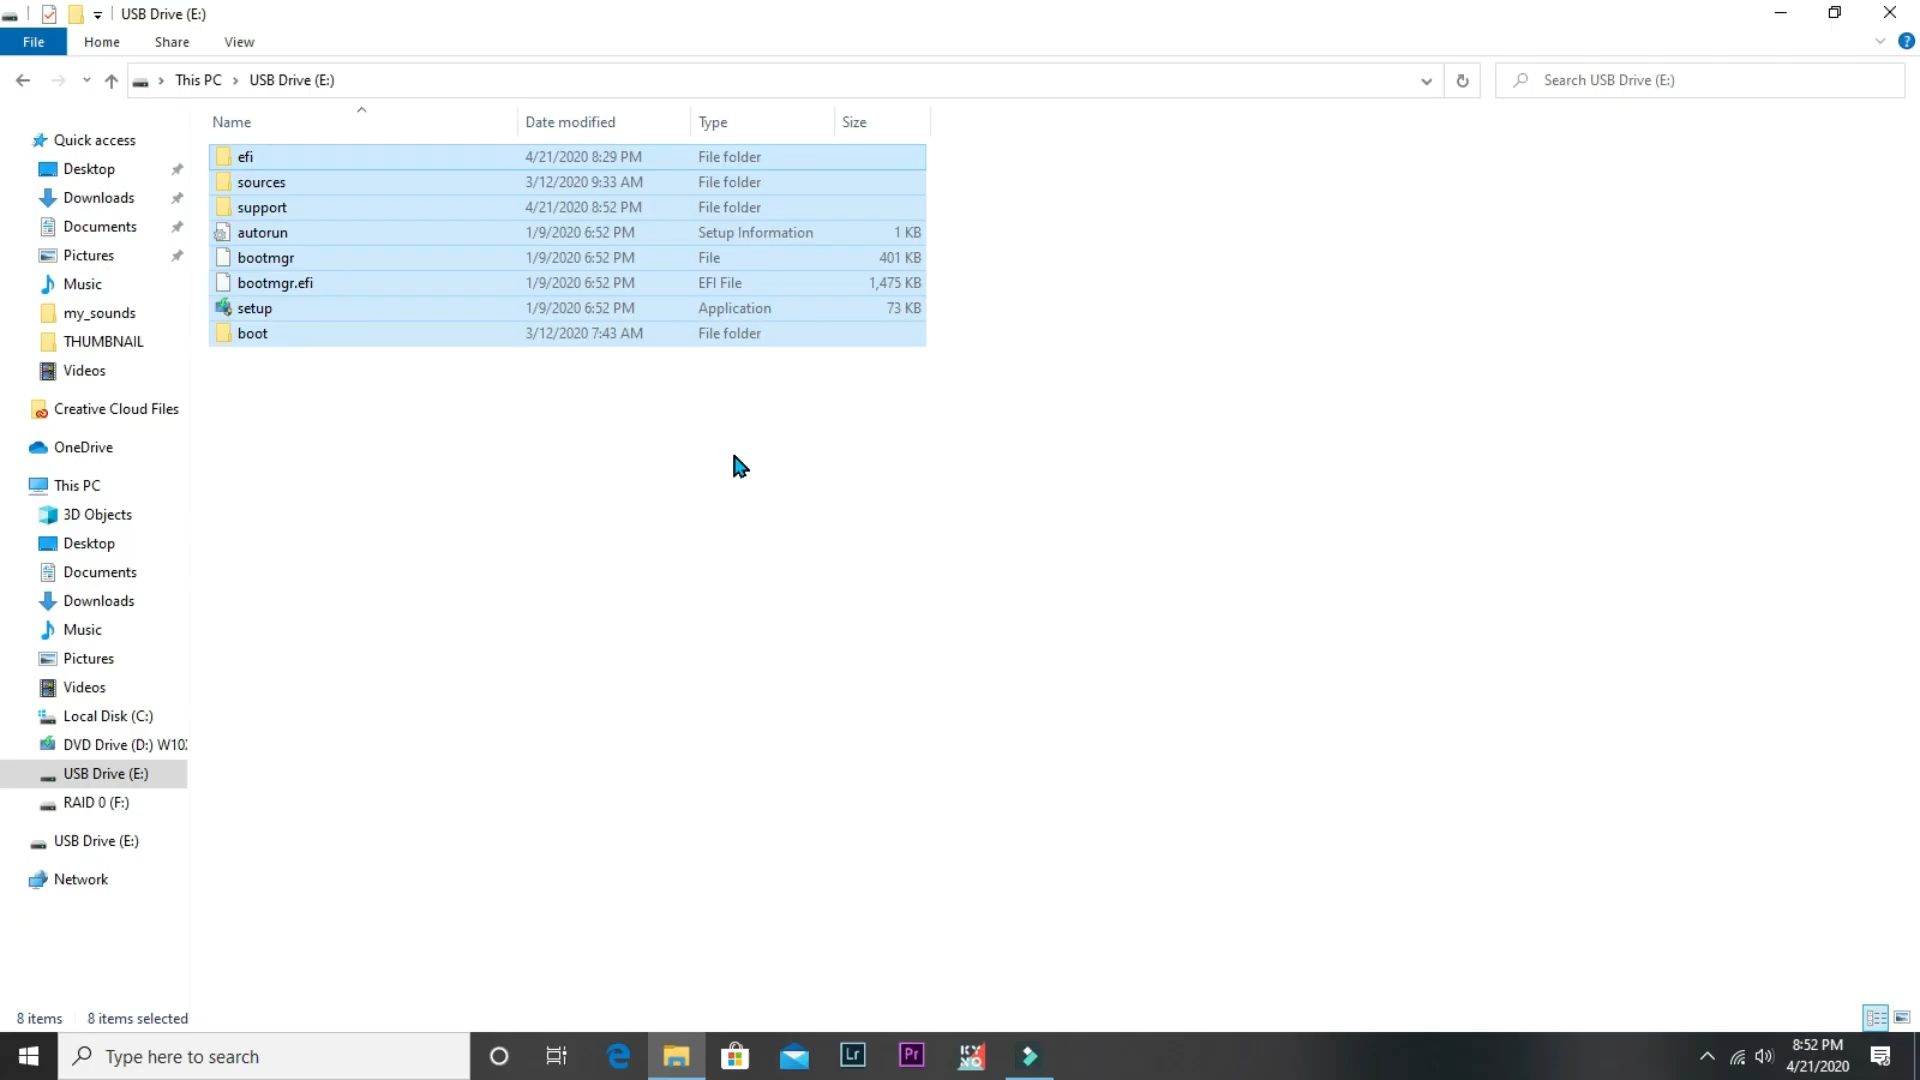 USB Drive (E:)
File Home Share View
This PC USB Drive (E:) Search USB Drive (E:)
Name Date modified Type Size
efi 4/21/2020 8:29 PM File folder
sources 3/12/2020 9:33 AM File folder
support 4/21/2020 8:52 PM File folder
autorun 1/9/2020 6:52 PM Setup Information 1 KB
bootmgr 1/9/2020 6:52 PM File 401 KB
bootmgr.efi 1/9/2020 6:52 PM EFI File 1,475 KB
setup 1/9/2020 6:52 PM Application 73 KB
boot 3/12/2020 7:43 AM File folder
Quick access
Desktop
Downloads
Documents
Pictures
Music
my_sounds
THUMBNAIL
Videos
Creative Cloud Files
OneDrive
This PC
3D Objects
Desktop
Documents
Downloads
Music
Pictures
Videos
Local Disk (C:)
DVD Drive (D:) W10
USB Drive (E:)
RAID 0 (F:)
USB Drive (E:)
Network
8 items 8 items selected
Type here to search
Lr
Pr
KYNO
8:52 PM
4/21/2020